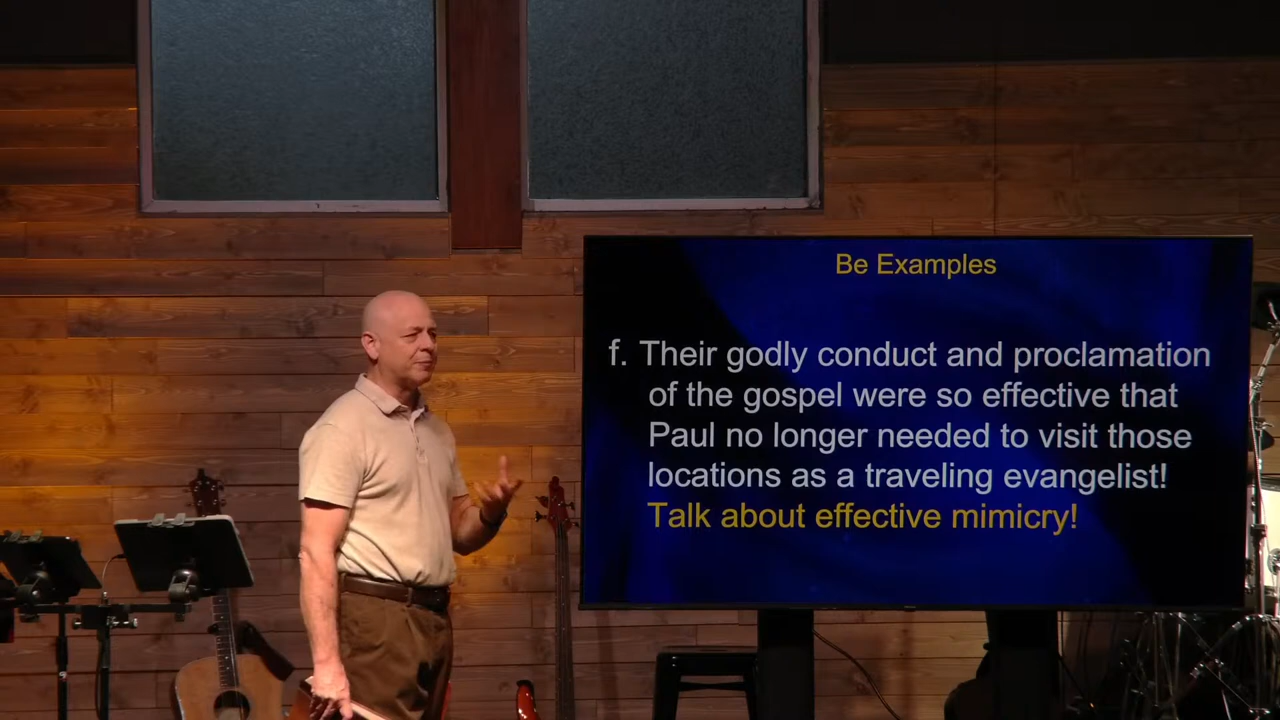 Be Examples
f. Their godly conduct and proclamation
of the gospel were so effective that
Paul no longer needed to visit those
locations as a traveling evangelist!
Talk about effective mimicry!